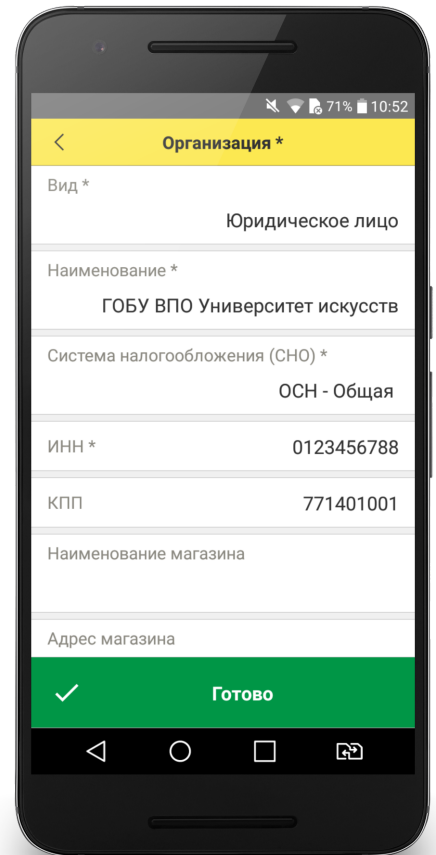 71% 10:52
Организация *
Вид *
Юридическое лицо
Наименование *
ГОБУ ВПО Университет искусств
Система налогообложения (СНО) *
ОСН - Общая
ИНН * 0123456788
КПП 771401001
Наименование магазина
Адрес магазина
Готово